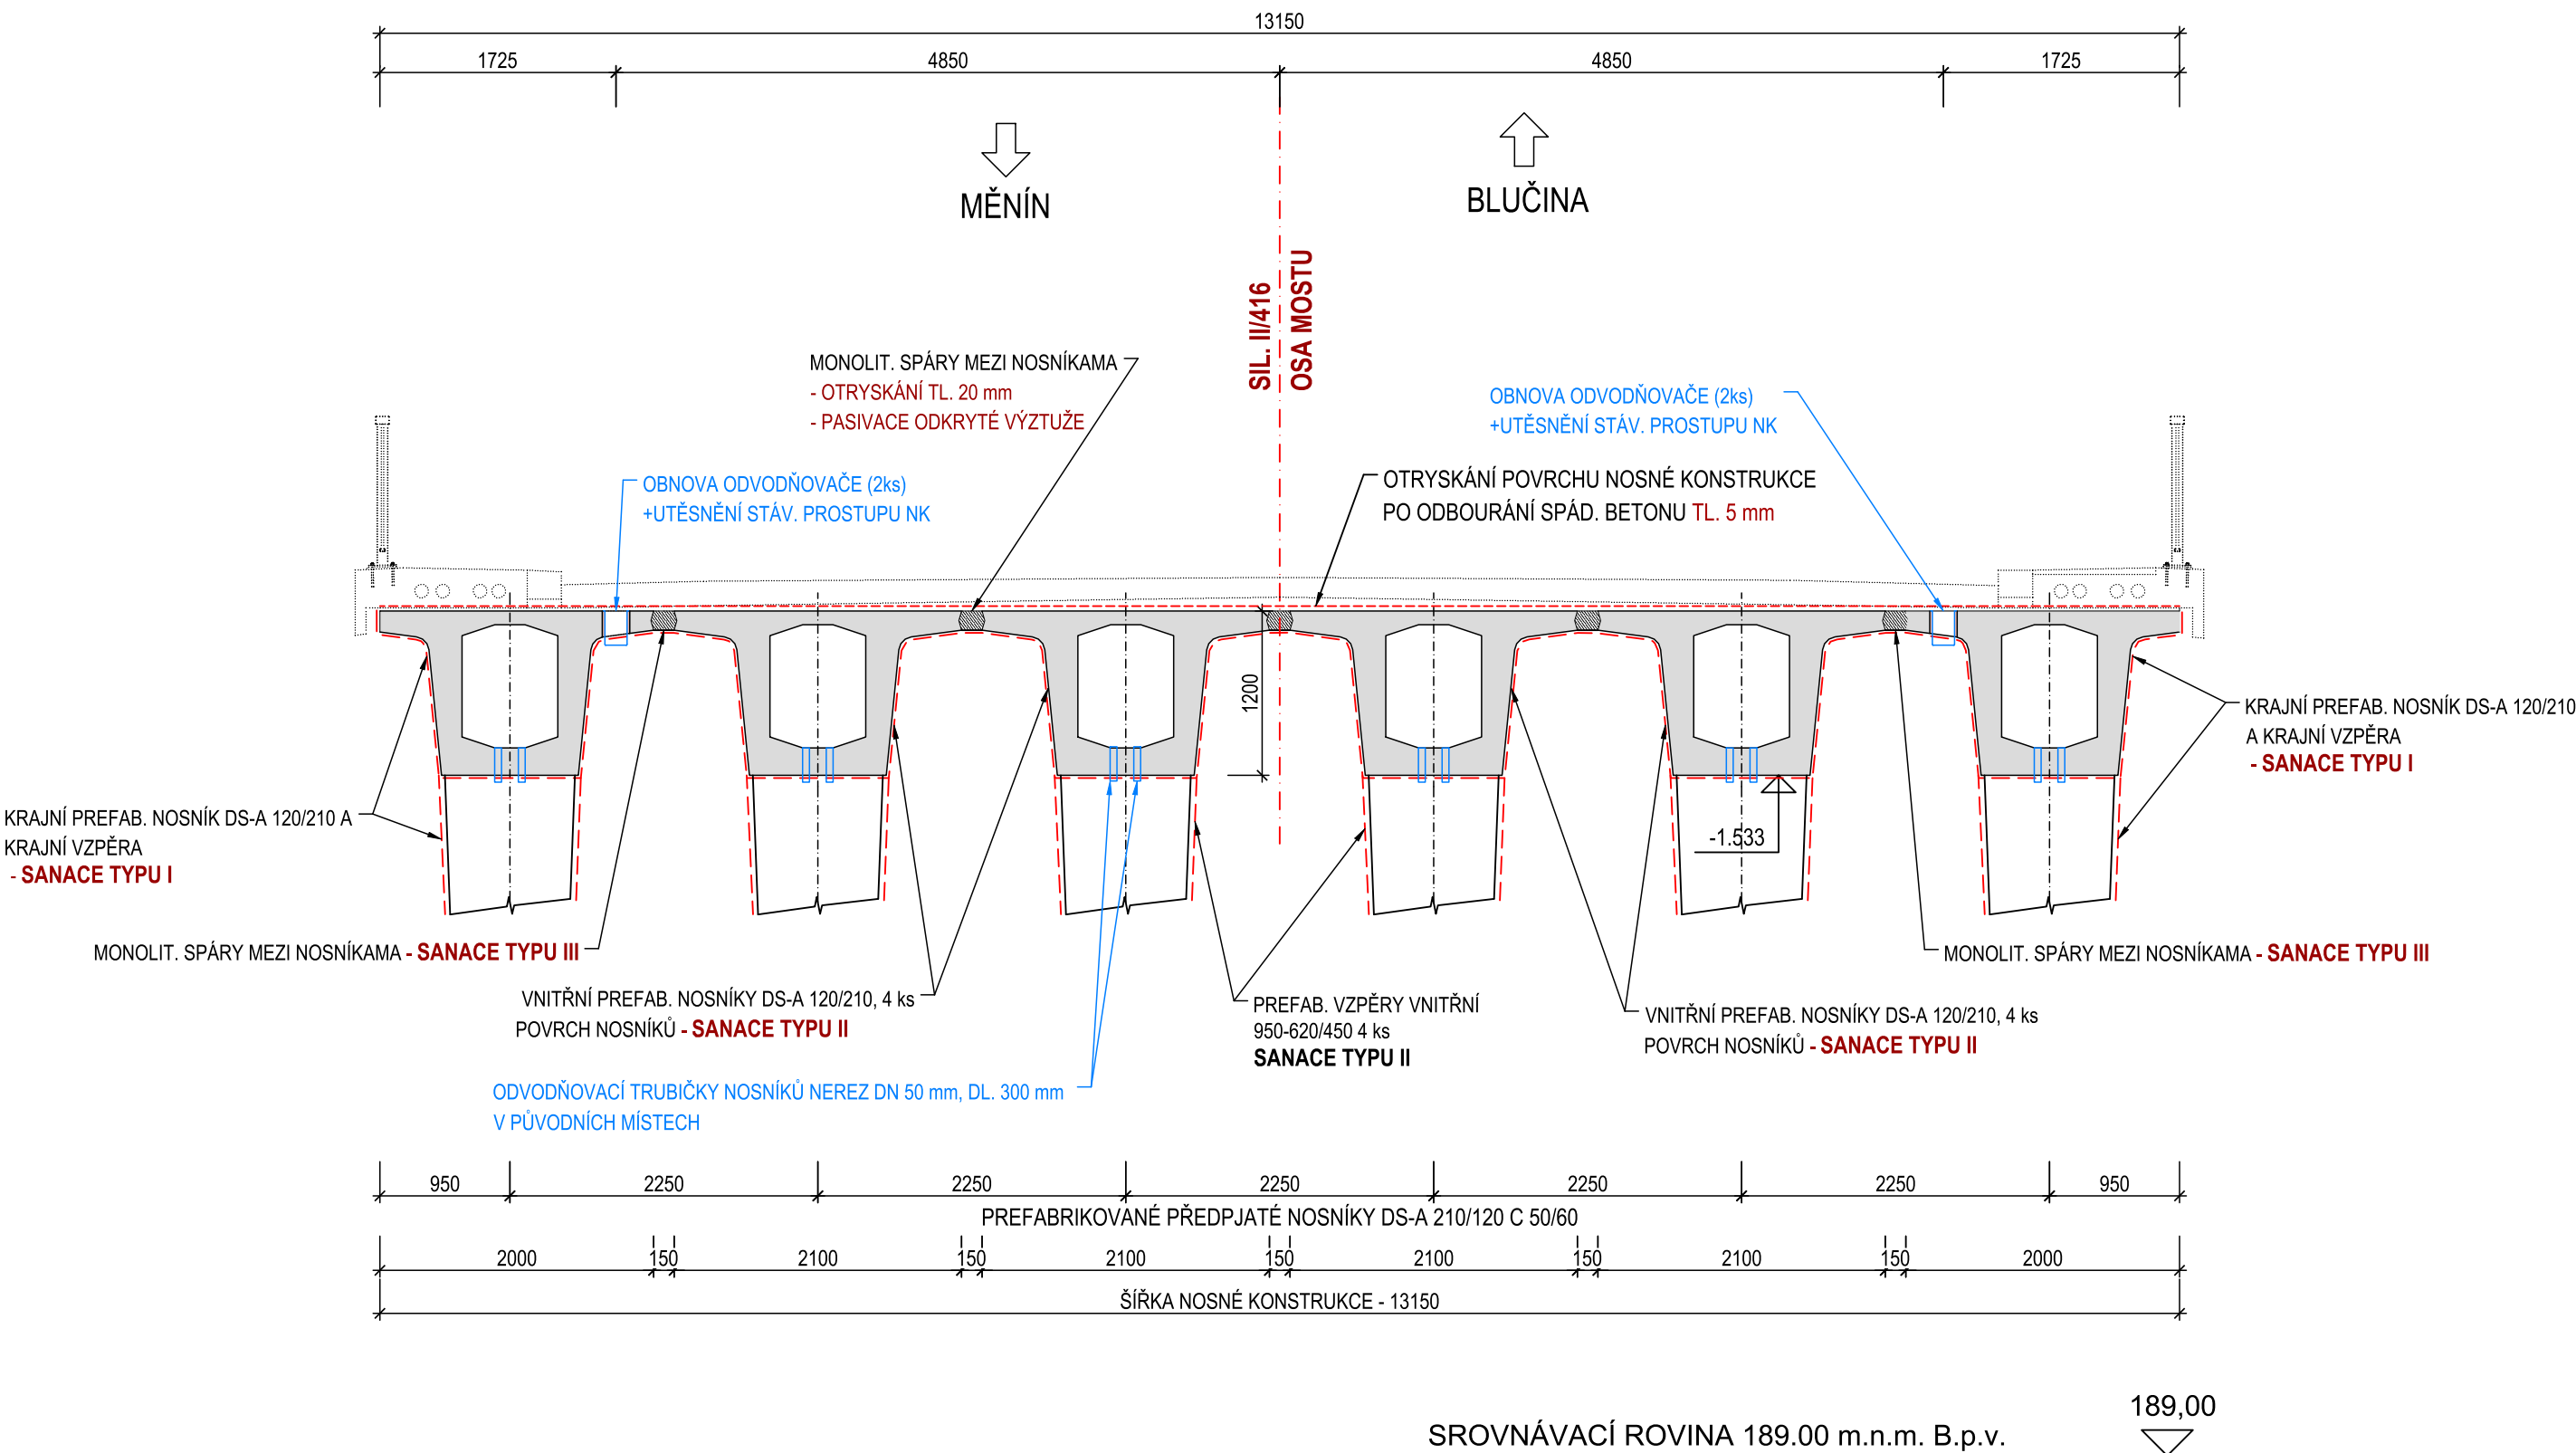 13150
1725
4850
4850
1725
MĚNÍN
BLUČINA
SIL. II/416
OSA MOSTU
MONOLIT. SPÁRY MEZI NOSNÍKAMA
- OTRYSKÁNÍ TL. 20 mm
- PASIVACE ODKRYTÉ VÝZTUŽE
OBNOVA ODVODŇOVAČE (2ks)
+UTĚSNĚNÍ STÁV. PROSTUPU NK
OBNOVA ODVODŇOVAČE (2ks)
+UTĚSNĚNÍ STÁV. PROSTUPU NK
OTRYSKÁNÍ POVRCHU NOSNÉ KONSTRUKCE
PO ODBOURÁNÍ SPÁD. BETONU TL. 5 mm
1200
-1.533
KRAJNÍ PREFAB. NOSNÍK DS-A 120/210
A KRAJNÍ VZPĚRA
- SANACE TYPU I
KRAJNÍ PREFAB. NOSNÍK DS-A 120/210 A
KRAJNÍ VZPĚRA
- SANACE TYPU I
MONOLIT. SPÁRY MEZI NOSNÍKAMA - SANACE TYPU III
MONOLIT. SPÁRY MEZI NOSNÍKAMA - SANACE TYPU III
VNITŘNÍ PREFAB. NOSNÍKY DS-A 120/210, 4 ks
POVRCH NOSNÍKŮ - SANACE TYPU II
PREFAB. VZPĚRY VNITŘNÍ
950-620/450 4 ks
SANACE TYPU II
VNITŘNÍ PREFAB. NOSNÍKY DS-A 120/210, 4 ks
POVRCH NOSNÍKŮ - SANACE TYPU II
ODVODŇOVACÍ TRUBIČKY NOSNÍKŮ NEREZ DN 50 mm, DL. 300 mm
V PŮVODNÍCH MÍSTECH
950
2250
2250
2250
2250
2250
950
PREFABRIKOVANÉ PŘEDPJATÉ NOSNÍKY DS-A 210/120 C 50/60
2000
150
2100
150
2100
150
2100
150
2100
150
2000
ŠÍŘKA NOSNÉ KONSTRUKCE - 13150
189,00
SROVNÁVACÍ ROVINA 189.00 m.n.m. B.p.v.